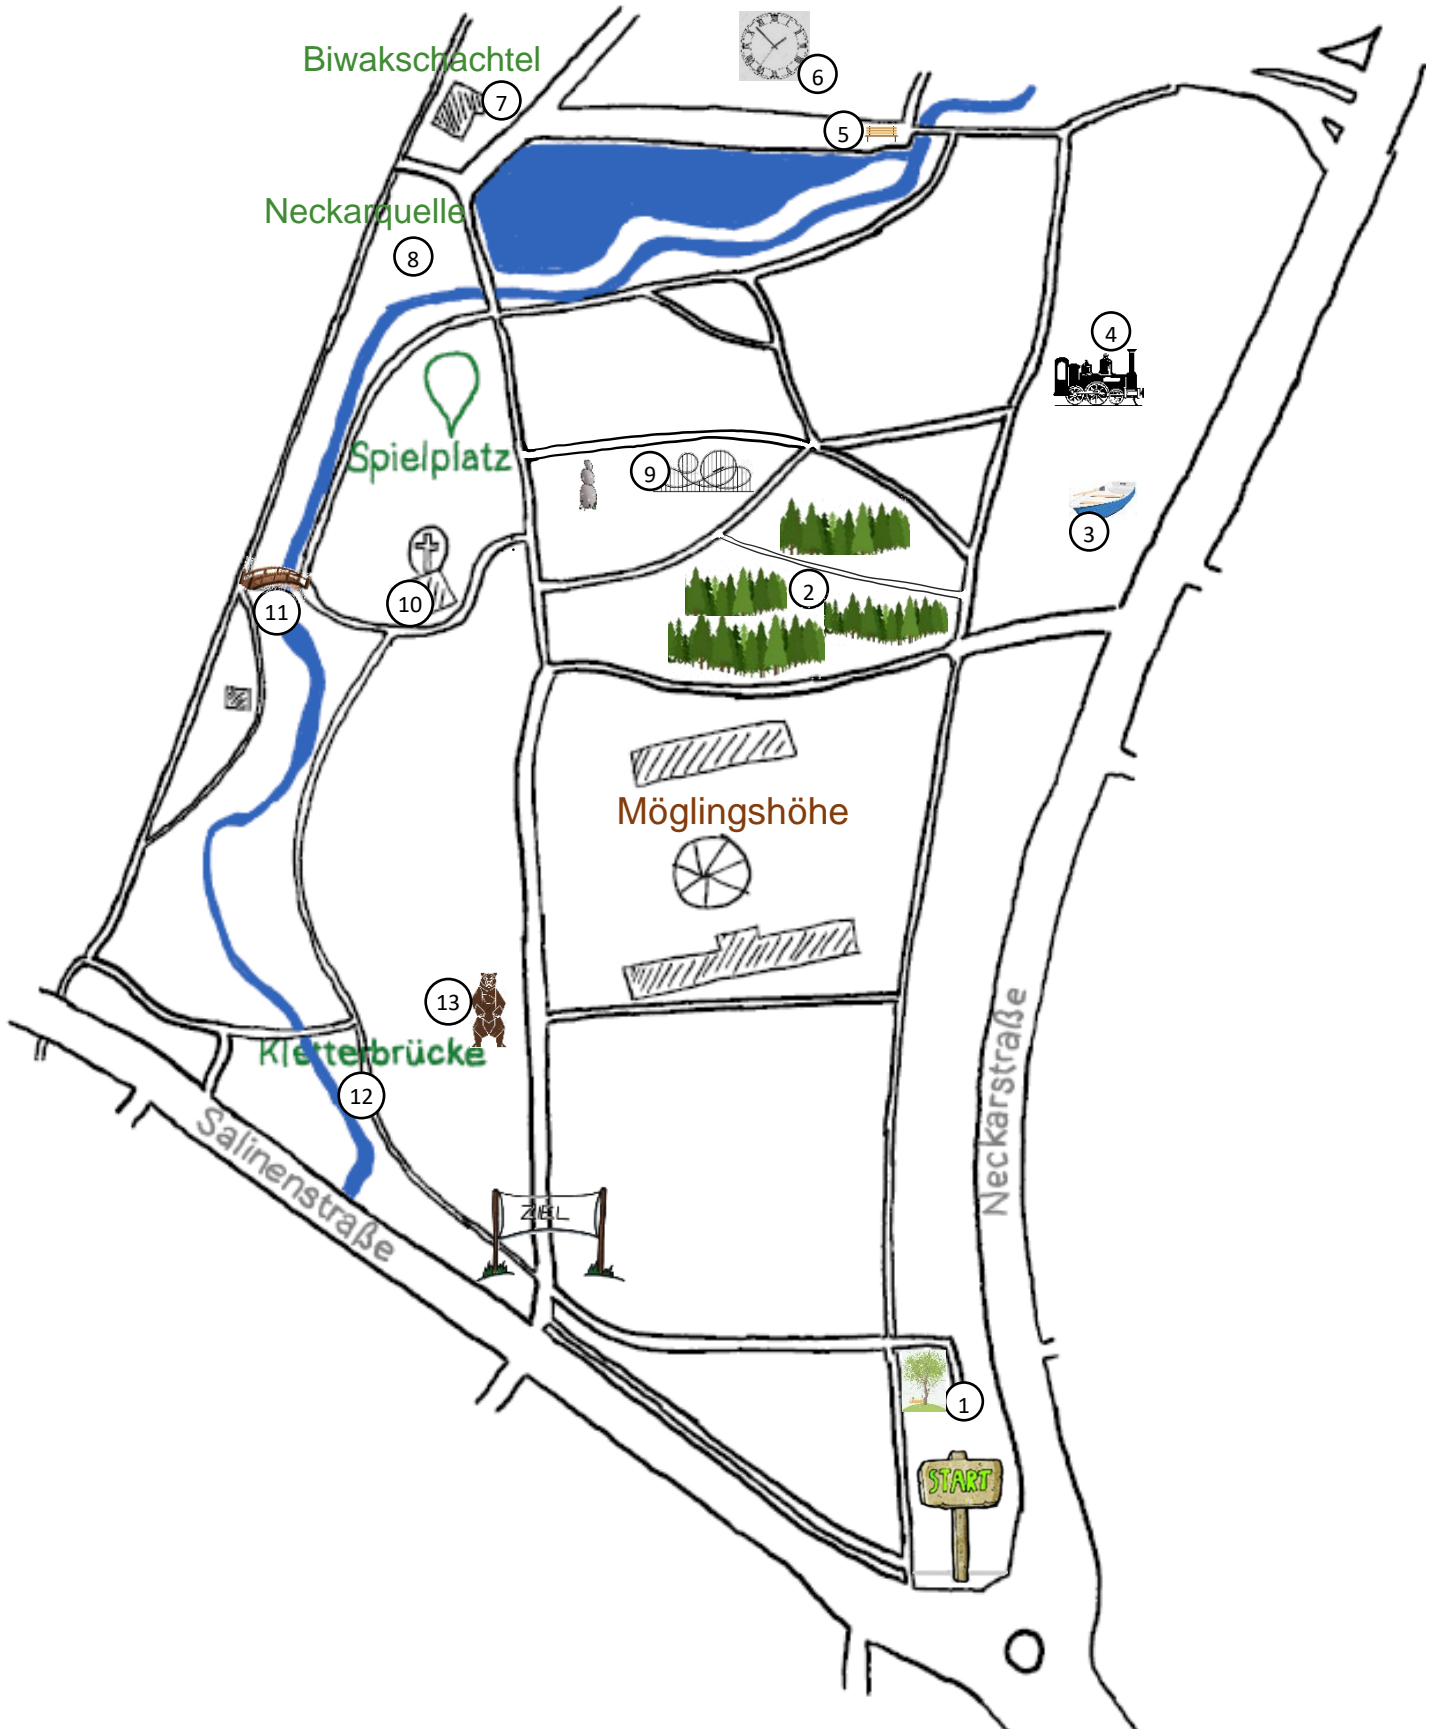 Biwakschachtel
6
7
5
Neckarquelle
8
4
Spielplatz
9
3
2
10
11
Möglingshöhe
13
Kletterbrücke
12
Neckarstraße
Salinenstraße
ZIEL
1
START